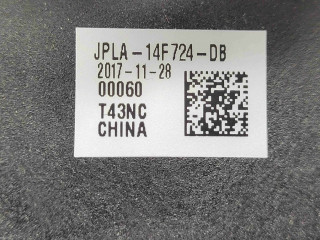 JPLA-14F724-DB
2017-11-28
00060
T43NC
CHINA